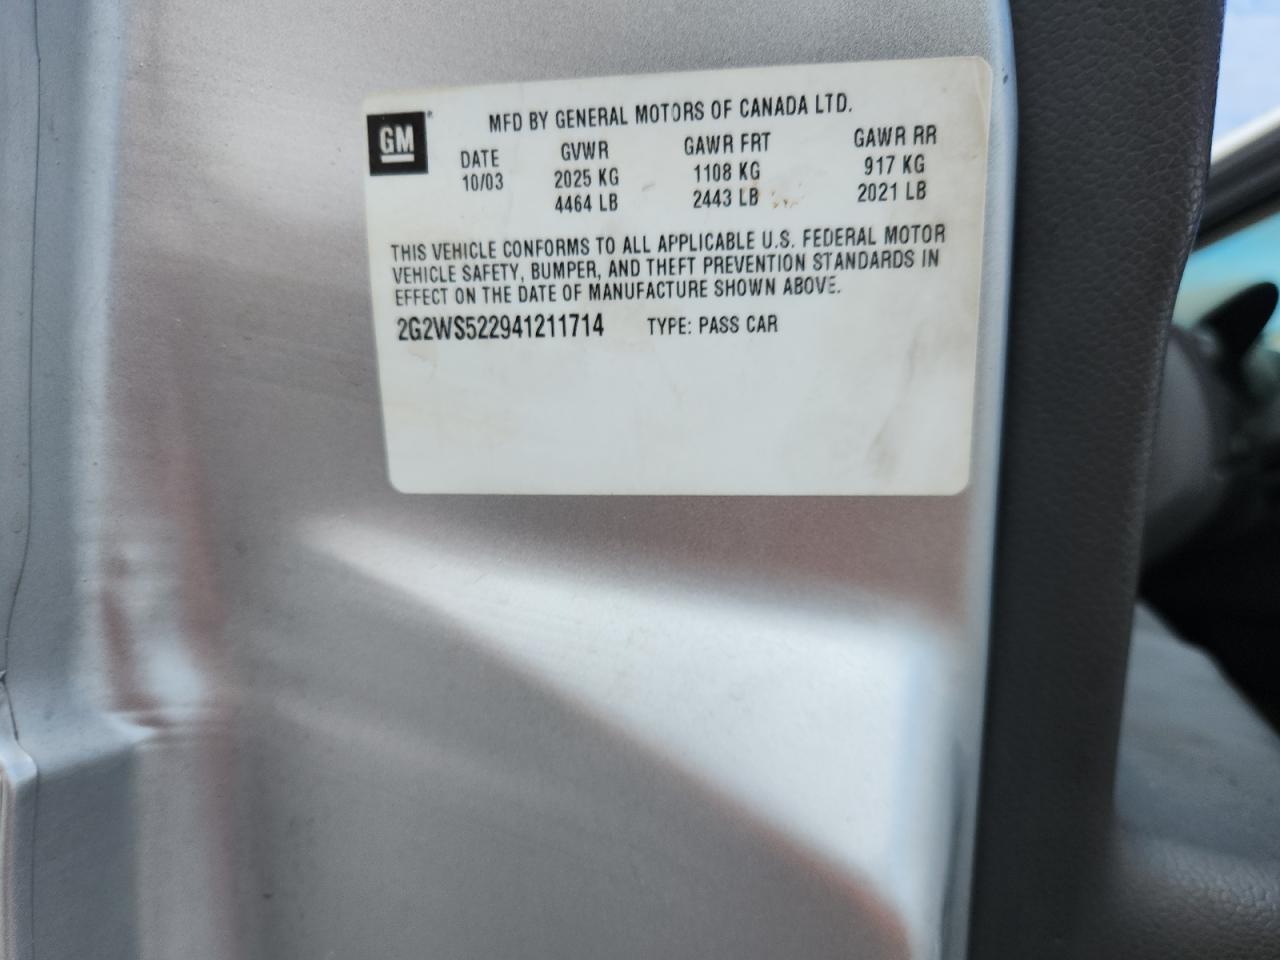 GM
MFD BY GENERAL MOTORS OF CANADA LTD.
DATE GVWR GAWR FRT GAWR RR
10/03 2025 KG 1108 KG 917 KG
4464 LB 2443 LB 2021 LB
THIS VEHICLE CONFORMS TO ALL APPLICABLE U.S. FEDERAL MOTOR
VEHICLE SAFETY, BUMPER, AND THEFT PREVENTION STANDARDS IN
EFFECT ON THE DATE OF MANUFACTURE SHOWN ABOVE.
2G2WS522941211714 TYPE: PASS CAR